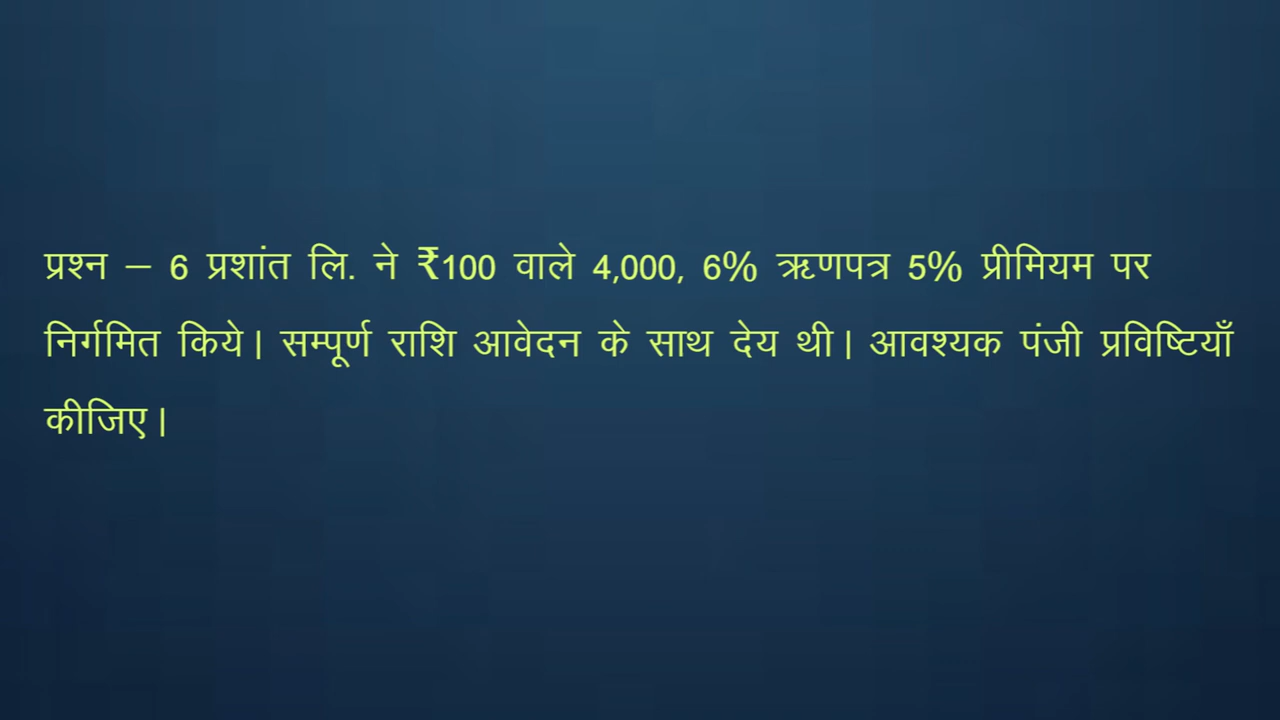 प्रश्न – 6 प्रशांत लि. ने ₹100 वाले 4,000, 6% ऋणपत्र 5% प्रीमियम पर
निर्गमित किये। सम्पूर्ण राशि आवेदन के साथ देय थी। आवश्यक पंजी प्रविष्टियाँ
कीजिए।